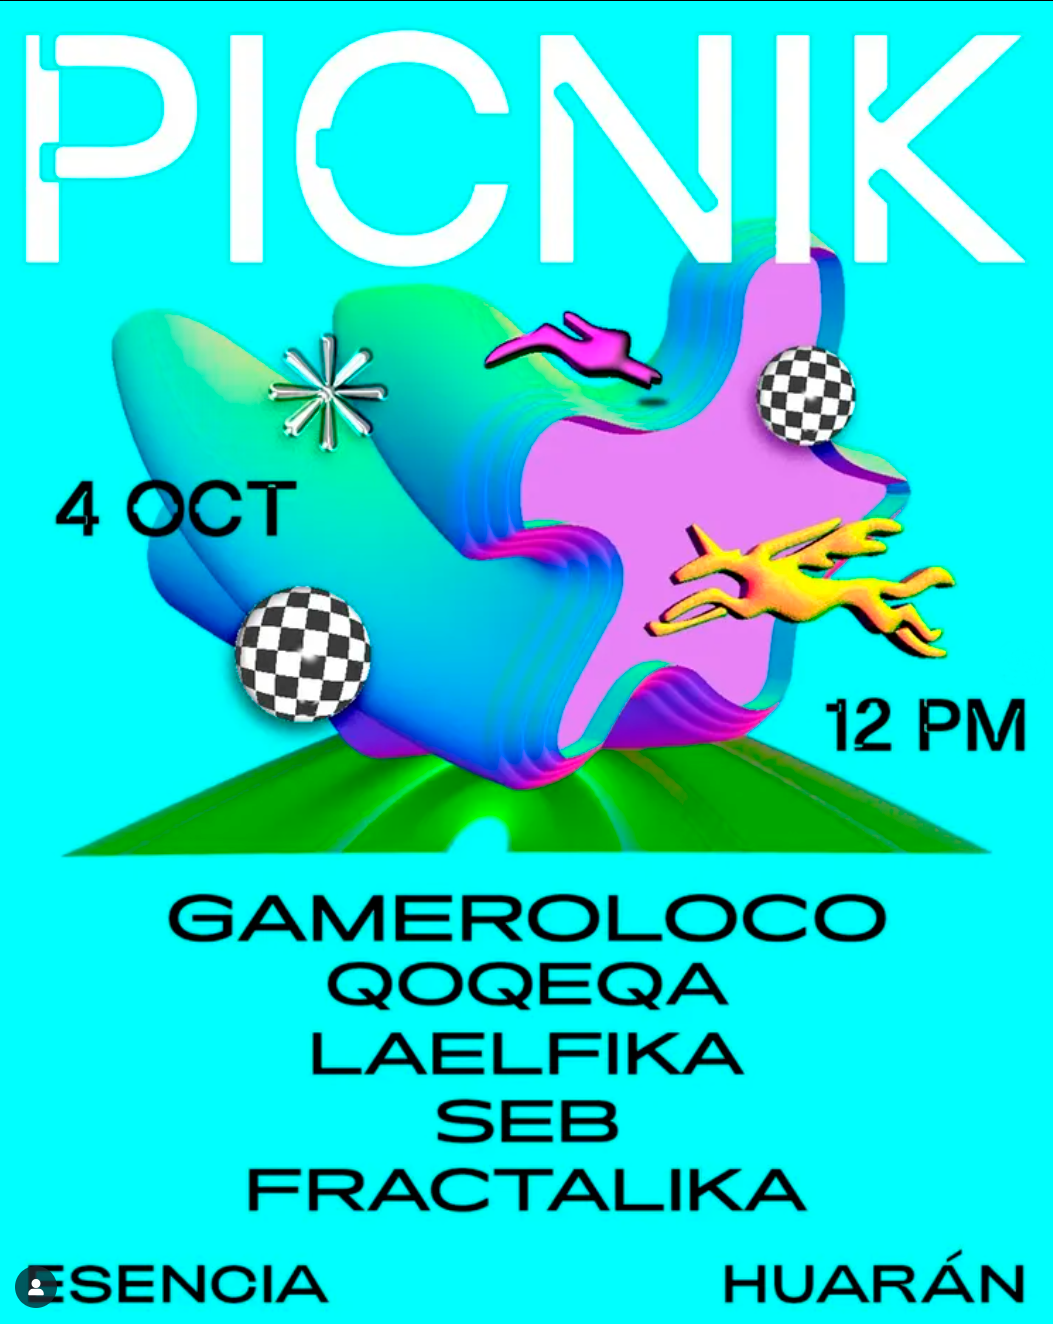 PICNIK
4 OCT
12 PM
GAMEROLOCO
QOQEQA
LAELFIKA
SEB
FRACTALIKA
ESENCIA
HUARÁN